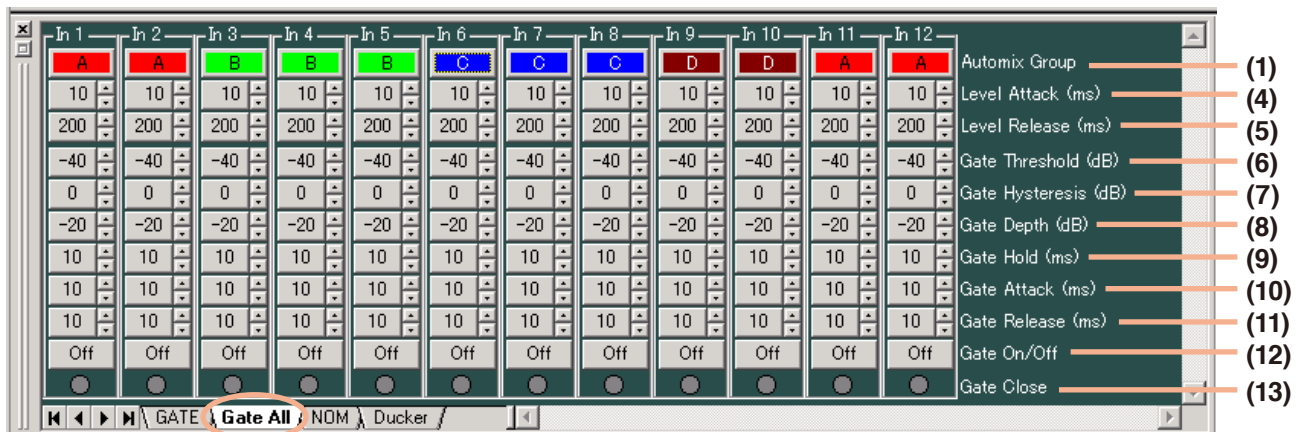 In 1 In 2 In 3 In 4 In 5 In 6 In 7 In 8 In 9 In 10 In 11 In 12
A A B B B C C C D D A A Automix Group (1)
10 10 10 10 10 10 10 10 10 10 10 10 Level Attack (ms) (4)
200 200 200 200 200 200 200 200 200 200 200 200 Level Release (ms) (5)
-40 -40 -40 -40 -40 -40 -40 -40 -40 -40 -40 -40 Gate Threshold (dB) (6)
0 0 0 0 0 0 0 0 0 0 0 0 Gate Hysteresis (dB) (7)
-20 -20 -20 -20 -20 -20 -20 -20 -20 -20 -20 -20 Gate Depth (dB) (8)
10 10 10 10 10 10 10 10 10 10 10 10 Gate Hold (ms) (9)
10 10 10 10 10 10 10 10 10 10 10 10 Gate Attack (ms) (10)
10 10 10 10 10 10 10 10 10 10 10 10 Gate Release (ms) (11)
Off Off Off Off Off Off Off Off Off Off Off Off Gate On/Off (12)
Gate Close (13)
GATE Gate All NOM Ducker